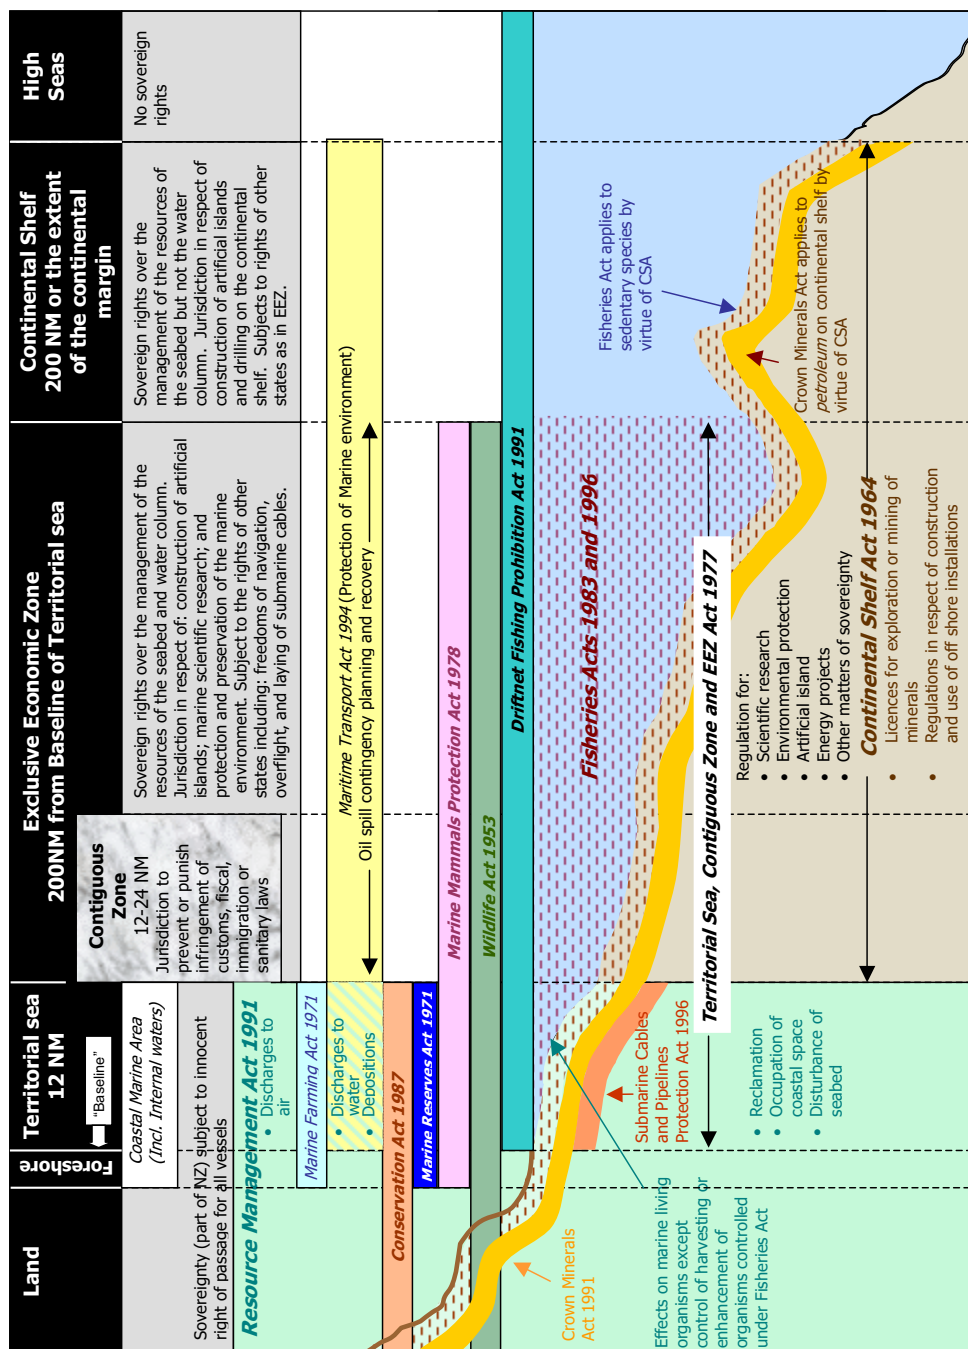 Land
Foreshore
Territorial sea
12 NM
"Baseline"
Exclusive Economic Zone
200NM from Baseline of Territorial sea
Contiguous
Zone
12-24 NM
Jurisdiction to
prevent or punish
infringement of
customs, fiscal,
immigration or
sanitary laws
Continental Shelf
200 NM or the extent
of the continental
margin
High
Seas
Coastal Marine Area
(Incl. Internal waters)
Sovereignty (part of NZ) subject to innocent
right of passage for all vessels
Sovereign rights over the management of the
resources of the seabed and water column.
Jurisdiction in respect of: construction of artificial
islands; marine scientific research; and
protection and preservation of the marine
environment. Subject to the rights of other
states including: freedoms of navigation,
overflight, and laying of submarine cables.
Sovereign rights over the
management of the resources of
the seabed but not the water
column. Jurisdiction in respect of
construction of artificial islands
and drilling on the continental
shelf. Subjects to rights of other
states as in EEZ.
No sovereign
rights
Resource Management Act 1991
• Discharges to
air
Marine Farming Act 1971
• Discharges to
water
• Depositions
Maritime Transport Act 1994 (Protection of Marine environment)
Oil spill contingency planning and recovery
Conservation Act 1987
Marine Reserves Act 1971
Marine Mammals Protection Act 1978
Wildlife Act 1953
Driftnet Fishing Prohibition Act 1991
Fisheries Acts 1983 and 1996
Fisheries Act applies to
sedentary species by
virtue of CSA
Crown Minerals
Act 1991
Submarine Cables
and Pipelines
Protection Act 1996
Effects on marine living
organisms except
control of harvesting or
enhancement of
organisms controlled
under Fisheries Act
Territorial Sea, Contiguous Zone and EEZ Act 1977
Regulation for:
• Scientific research
• Environmental protection
• Artificial island
• Energy projects
• Other matters of sovereignty
• Reclamation
• Occupation of
coastal space
• Disturbance of
seabed
Crown Minerals Act applies to
petroleum on continental shelf by
virtue of CSA
Continental Shelf Act 1964
• Licences for exploration or mining of
minerals
• Regulations in respect of construction
and use of off shore installations